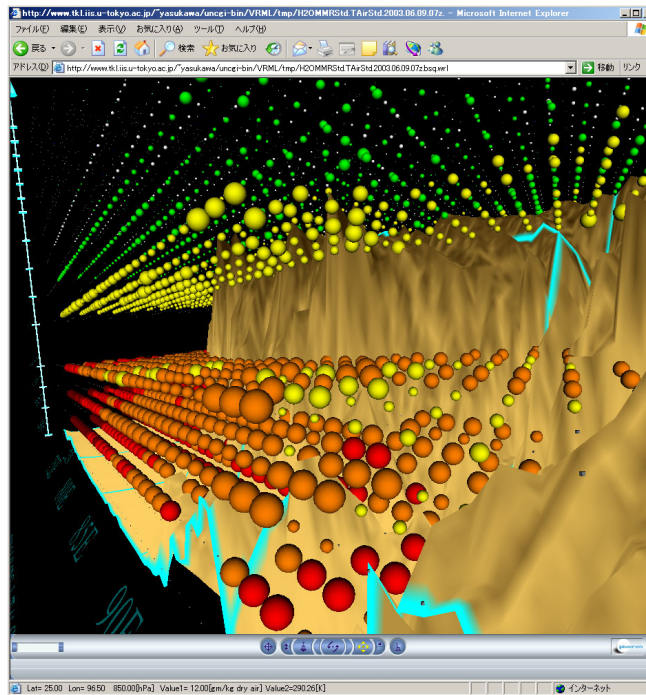 http://www.tkl.iis.u-tokyo.ac.jp/~yasukawa/uncgi-bin/VRML/tmp/H2OMMRStd.TAirStd.2003.06.09.07z. - Microsoft Internet Explorer
ファイル(F) 編集(E) 表示(V) お気に入り(A) ツール(T) ヘルプ(H)
戻る 検索 お気に入り
アドレス(D) http://www.tkl.iis.u-tokyo.ac.jp/~yasukawa/uncgi-bin/VRML/tmp/H2OMMRStd.TAirStd.2003.06.09.07z.bsq.wrl 移動 リンク
Lat= 25.00 Lon= 96.50 850.00[hPa] Value1= 12.00[gm/kg dry air] Value2=290.26[K] インターネット